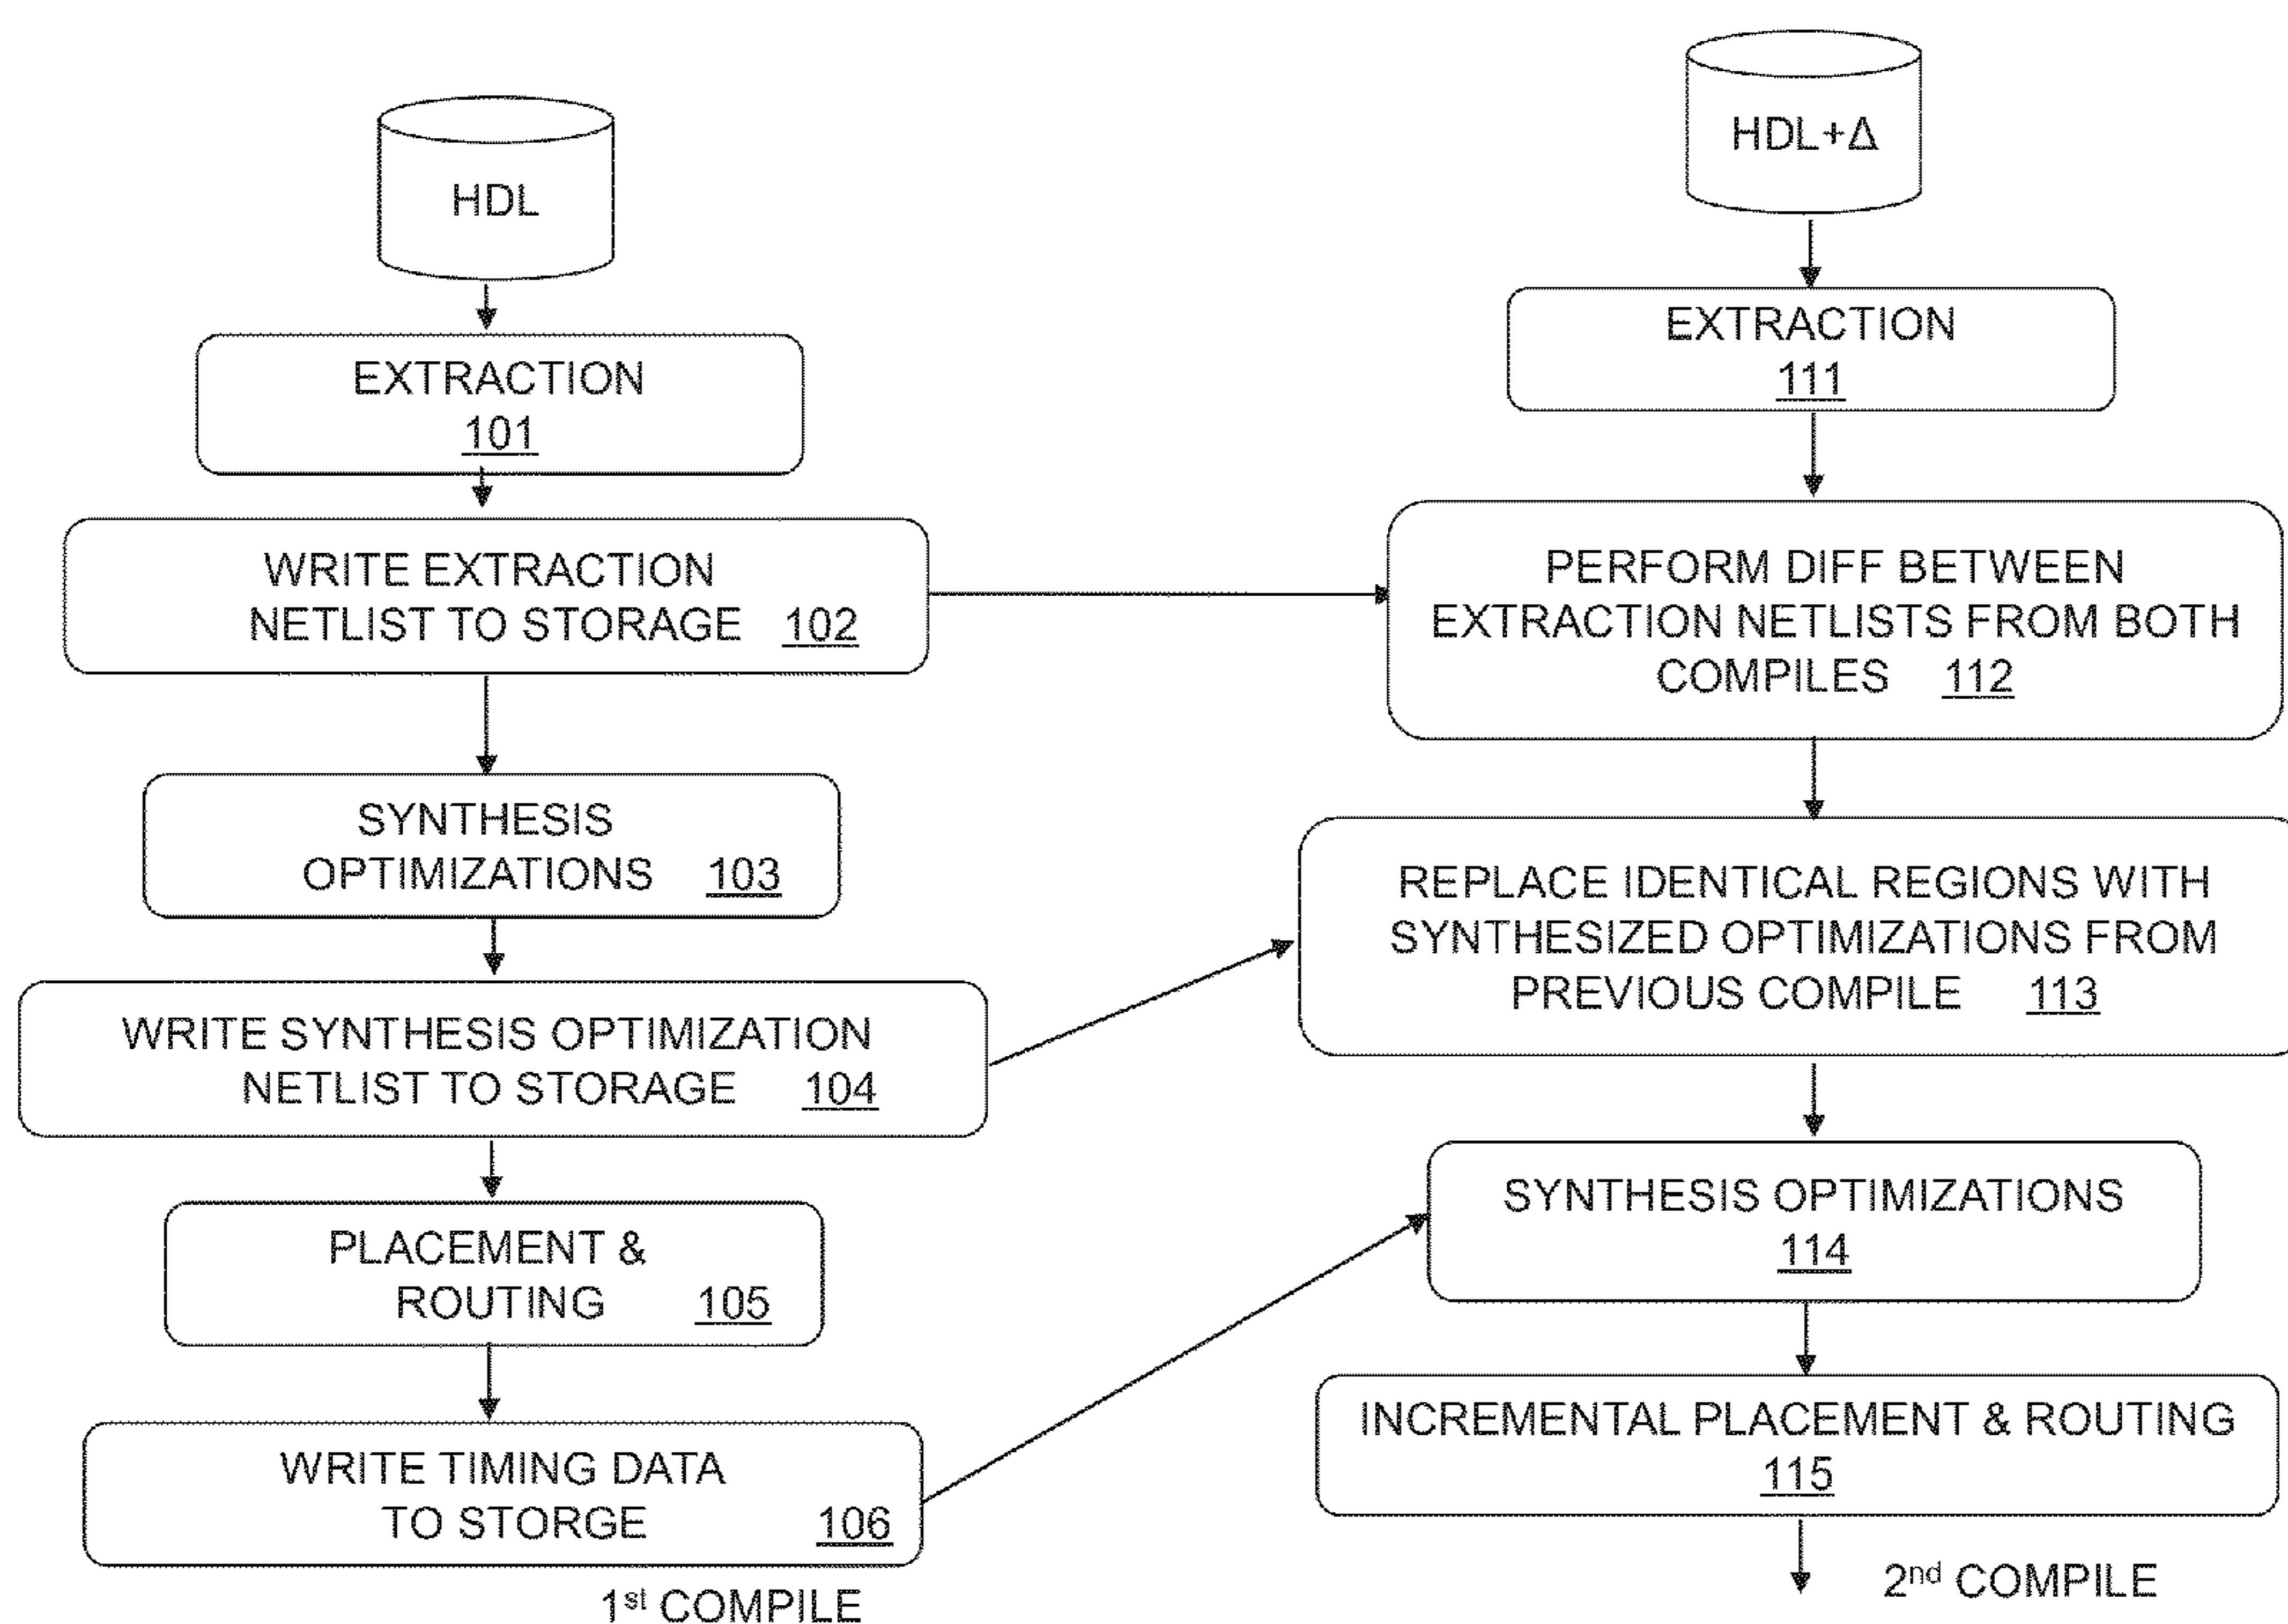 HDL
EXTRACTION
101
WRITE EXTRACTION
NETLIST TO STORAGE 102
SYNTHESIS
OPTIMIZATIONS 103
WRITE SYNTHESIS OPTIMIZATION
NETLIST TO STORAGE 104
PLACEMENT &
ROUTING 105
WRITE TIMING DATA
TO STORGE 106
1st COMPILE
HDL+Δ
EXTRACTION
111
PERFORM DIFF BETWEEN
EXTRACTION NETLISTS FROM BOTH
COMPILES 112
REPLACE IDENTICAL REGIONS WITH
SYNTHESIZED OPTIMIZATIONS FROM
PREVIOUS COMPILE 113
SYNTHESIS OPTIMIZATIONS
114
INCREMENTAL PLACEMENT & ROUTING
115
2nd COMPILE